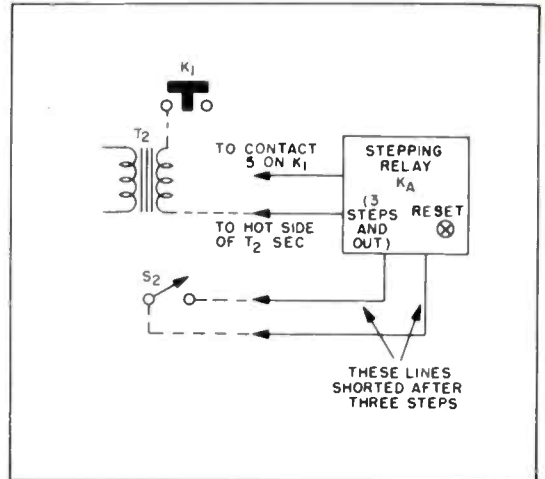 K1
T2
TO CONTACT
5 ON K1
STEPPING
RELAY
KA
(3
STEPS
AND
OUT)
RESET
TO HOT SIDE
OF T2 SEC
S2
THESE LINES
SHORTED AFTER
THREE STEPS